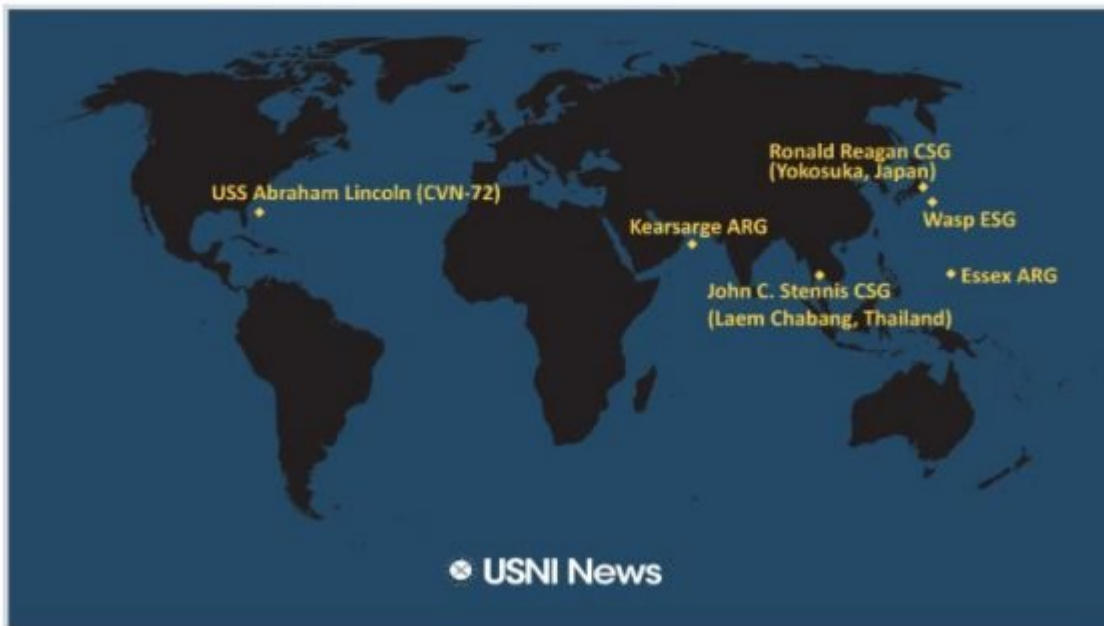 USS Abraham Lincoln (CVN-72)
Ronald Reagan CSG
(Yokosuka, Japan)
Wasp ESG
Kearsarge ARG
Essex ARG
John C. Stennis CSG
(Laem Chabang, Thailand)
USNI News